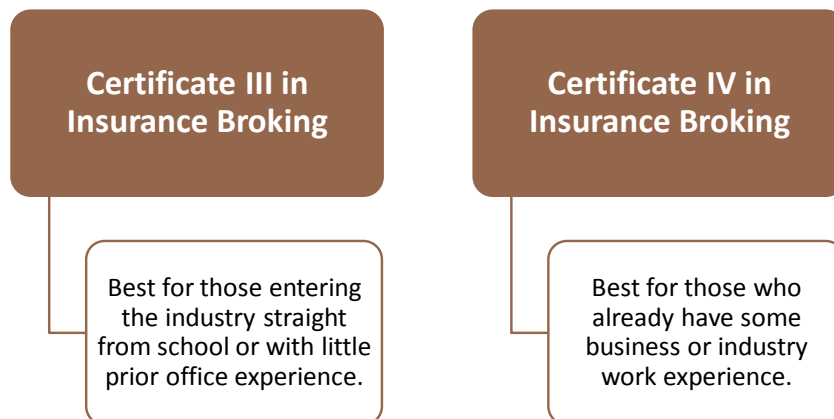 Certificate III in
Insurance Broking
Best for those entering
the industry straight
from school or with little
prior office experience.
Certificate IV in
Insurance Broking
Best for those who
already have some
business or industry
work experience.